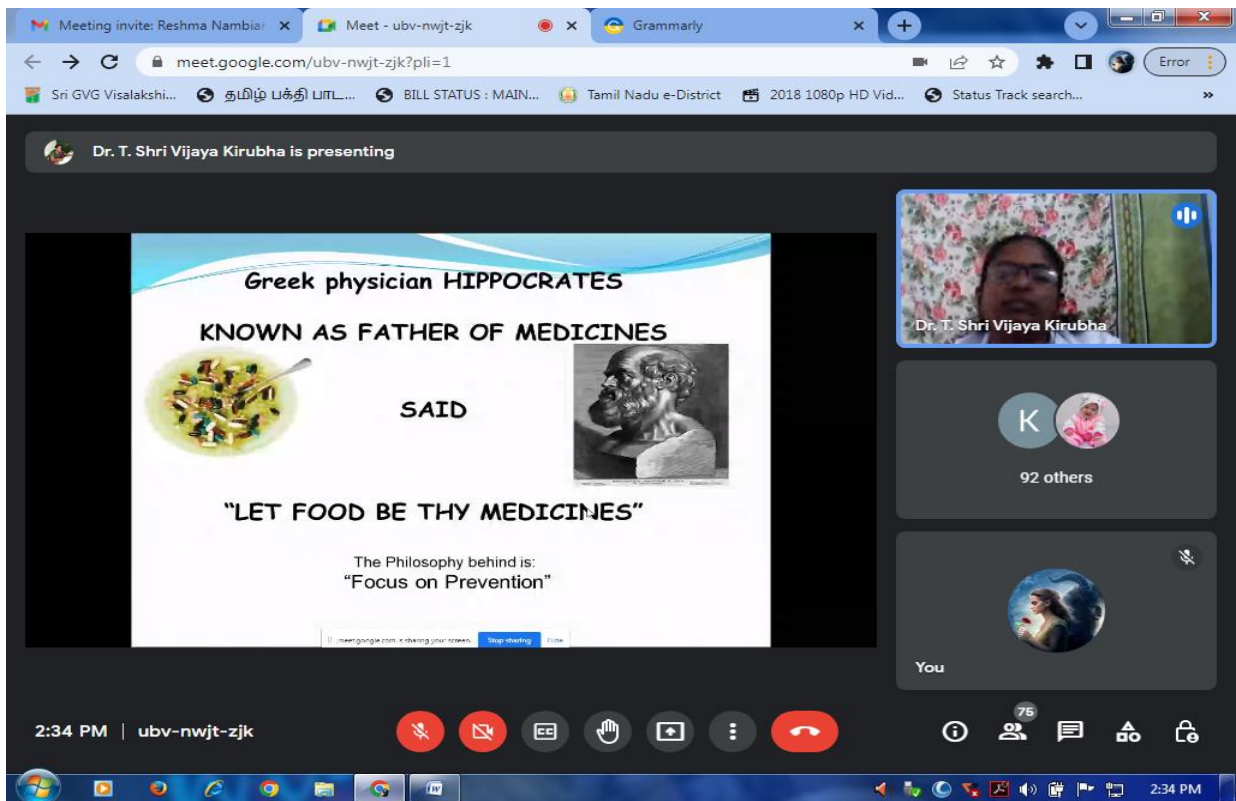 Meeting invite: Reshma Nambiar
Meet - ubv-nwjt-zjk
Grammarly
meet.google.com/ubv-nwjt-zjk?pli=1
Error
Sri GVG Visalakshi...
தமிழ் பக்தி பாட...
BILL STATUS : MAIN...
Tamil Nadu e-District
2018 1080p HD Vid...
Status Track search...
»
Dr. T. Shri Vijaya Kirubha is presenting
Greek physician HIPPOCRATES
KNOWN AS FATHER OF MEDICINES
SAID
"LET FOOD BE THY MEDICINES"
The Philosophy behind is:
"Focus on Prevention"
meet.google.com is sharing your screen.
Stop sharing
Hide
Dr. T. Shri Vijaya Kirubha
K
92 others
You
2:34 PM | ubv-nwjt-zjk
CC
75
2:34 PM